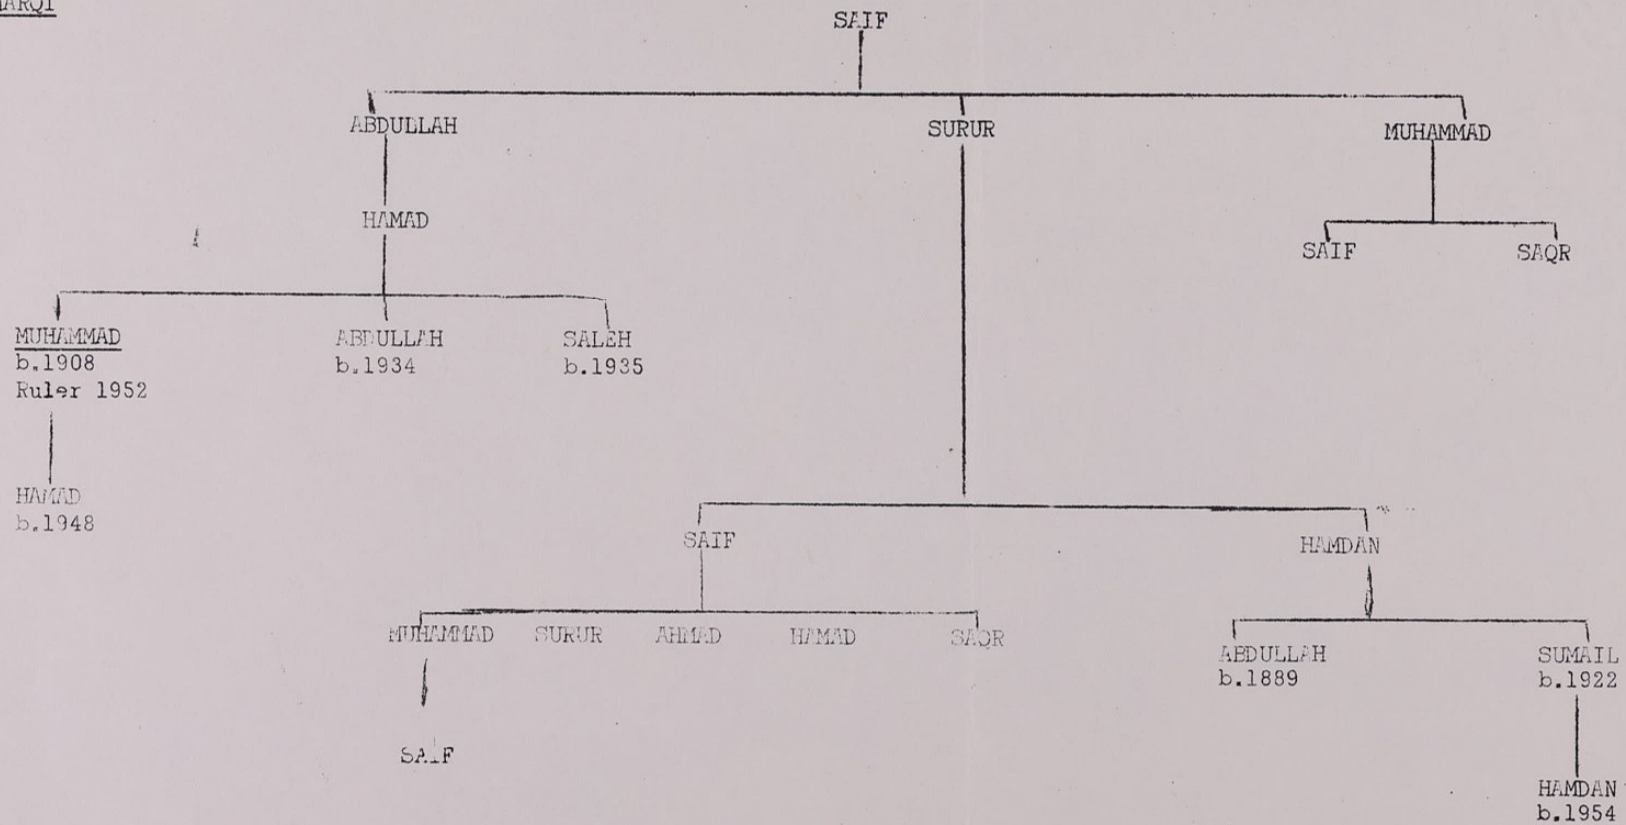 SAIF
ABDULLAH SURUR MUHAMMAD
HAMAD
SAIF SAQR
MUHAMMAD ABDULLAH SALEH
b.1908 b.1934 b.1935
Ruler 1952
HAMAD
b.1948
SAIF HAMDAN
MUHAMMAD SURUR AHMAD HAMAD SAQR
ABDULLAH SUMAIL
b.1889 b.1922
SAIF
HAMDAN
b.1954